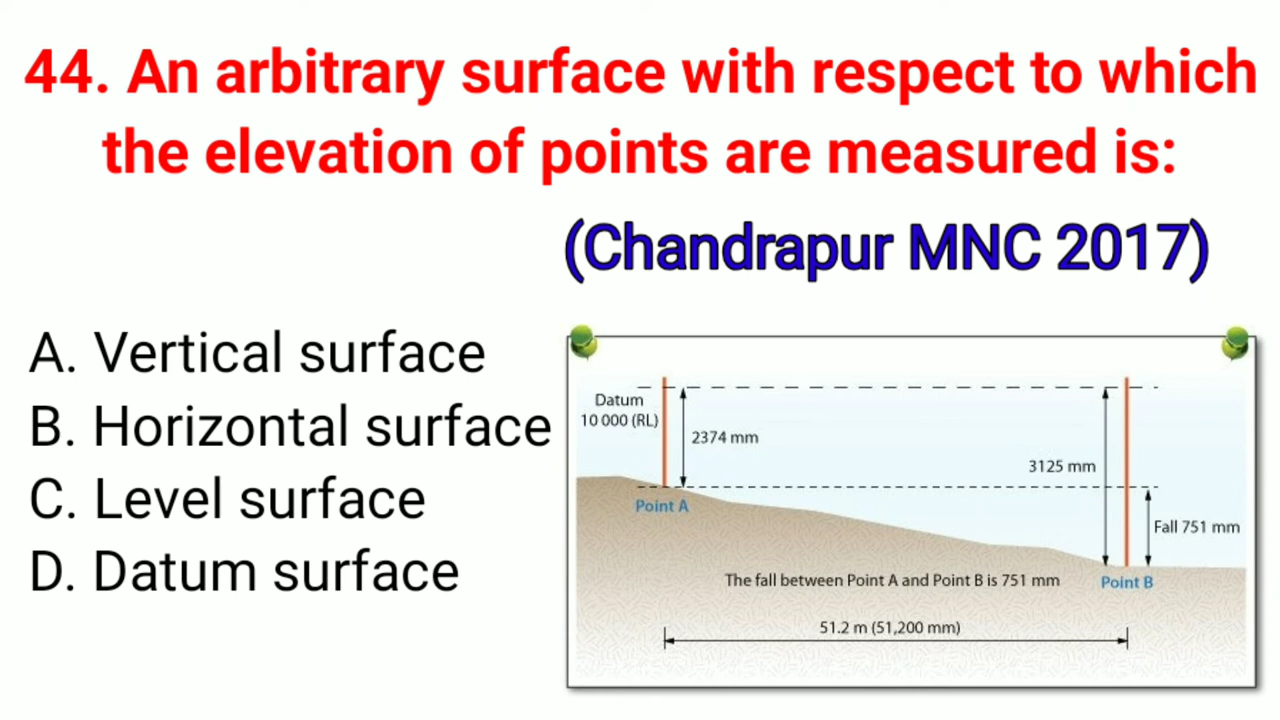 44. An arbitrary surface with respect to which
the elevation of points are measured is:
(Chandrapur MNC 2017)
A. Vertical surface
B. Horizontal surface
C. Level surface
D. Datum surface
Datum
10 000 (RL)
2374 mm
3125 mm
Point A
Fall 751 mm
The fall between Point A and Point B is 751 mm
Point B
51.2 m (51,200 mm)